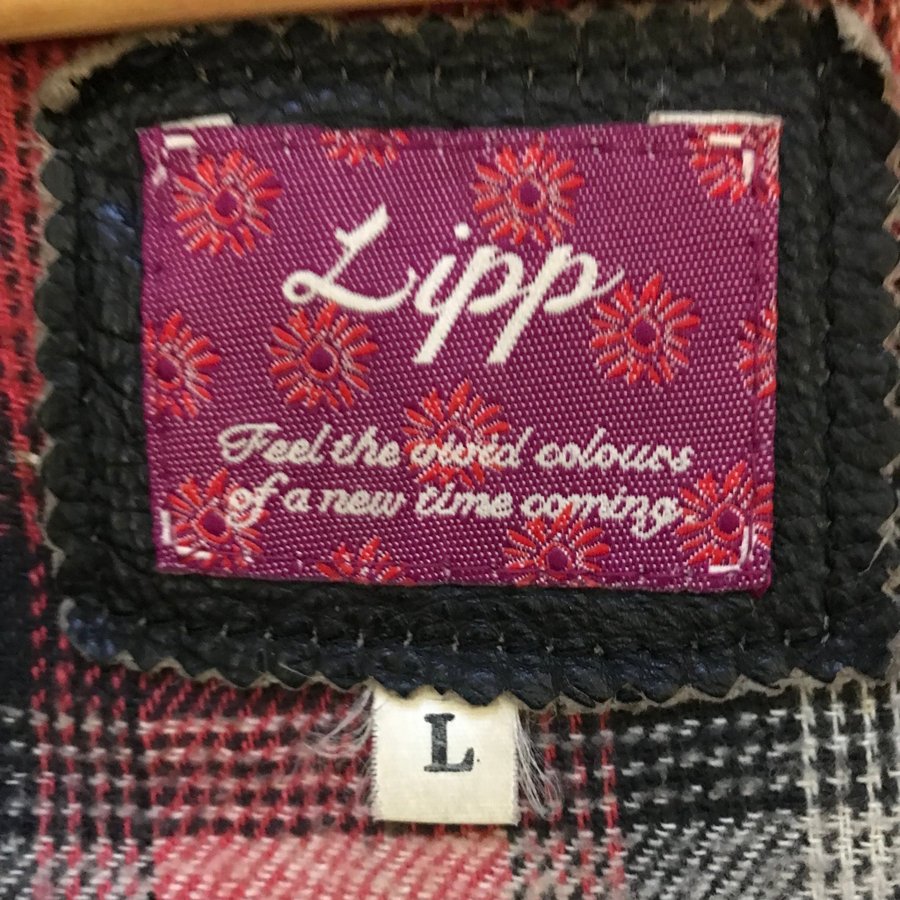 Lipp
Feel the vivid colours
of a new time coming
L